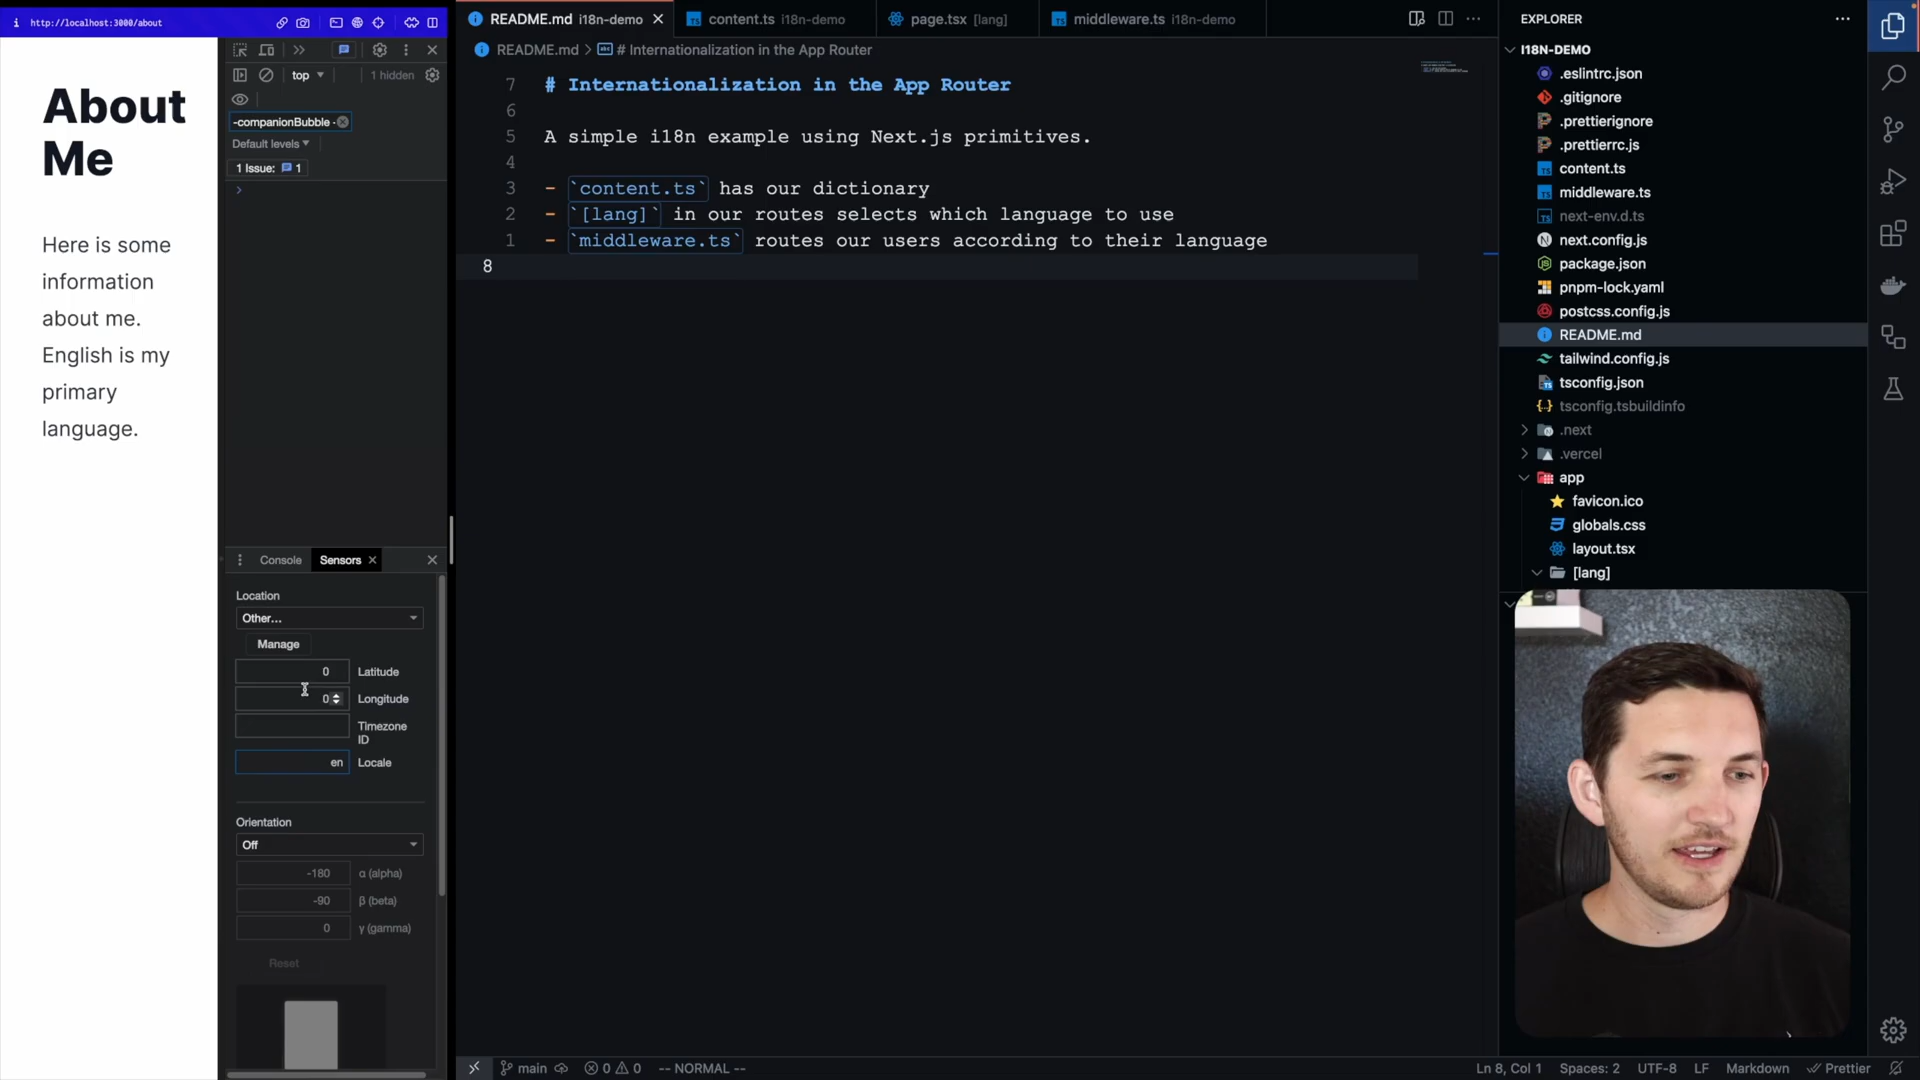 http://localhost:3000/about
About
Me
Here is some
information
about me.
English is my
primary
language.
top
1 hidden
-companionBubble -
Default levels
1 Issue: 1
Console
Sensors
Location
Other...
Manage
0 Latitude
0 Longitude
Timezone
ID
en Locale
Orientation
Off
-180 α (alpha)
-90 β (beta)
0 γ (gamma)
Reset
README.md i18n-demo
content.ts i18n-demo
page.tsx [lang]
middleware.ts i18n-demo
README.md > # Internationalization in the App Router
7 # Internationalization in the App Router
6
5 A simple i18n example using Next.js primitives.
4
3 - `content.ts` has our dictionary
2 - `[lang]` in our routes selects which language to use
1 - `middleware.ts` routes our users according to their language
8
EXPLORER
I18N-DEMO
.eslintrc.json
.gitignore
.prettierignore
.prettierrc.js
content.ts
middleware.ts
next-env.d.ts
next.config.js
package.json
pnpm-lock.yaml
postcss.config.js
README.md
tailwind.config.js
tsconfig.json
tsconfig.tsbuildinfo
.next
.vercel
app
favicon.ico
globals.css
layout.tsx
[lang]
main
0 0
-- NORMAL --
Ln 8, Col 1
Spaces: 2
UTF-8
LF
Markdown
Prettier